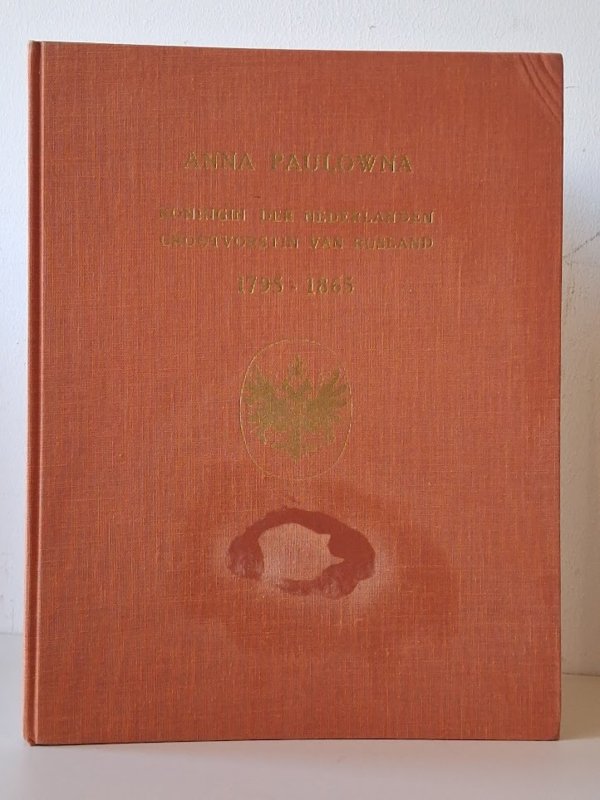 ANNA PAULOWNA
KONINGIN DER NEDERLANDEN
GROOTVORSTIN VAN RUSLAND
1795 - 1865